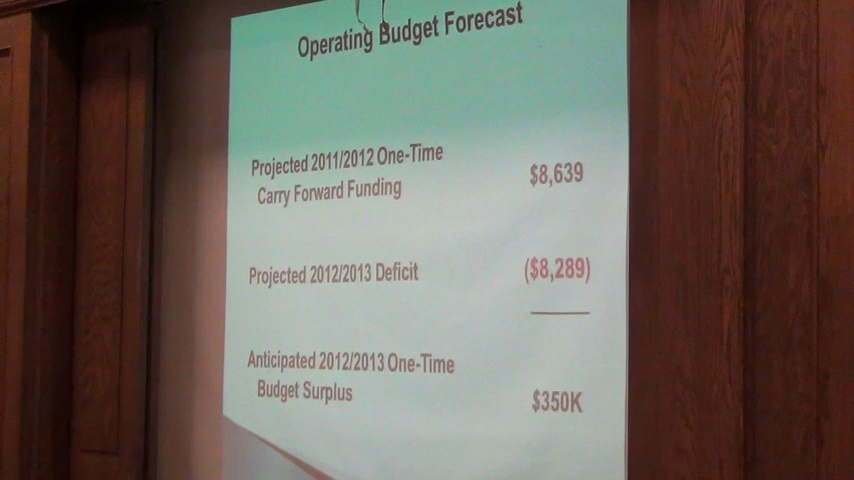 Operating Budget Forecast
Projected 2011/2012 One-Time
Carry Forward Funding $8,639
Projected 2012/2013 Deficit ($8,289)
Anticipated 2012/2013 One-Time
Budget Surplus $350K